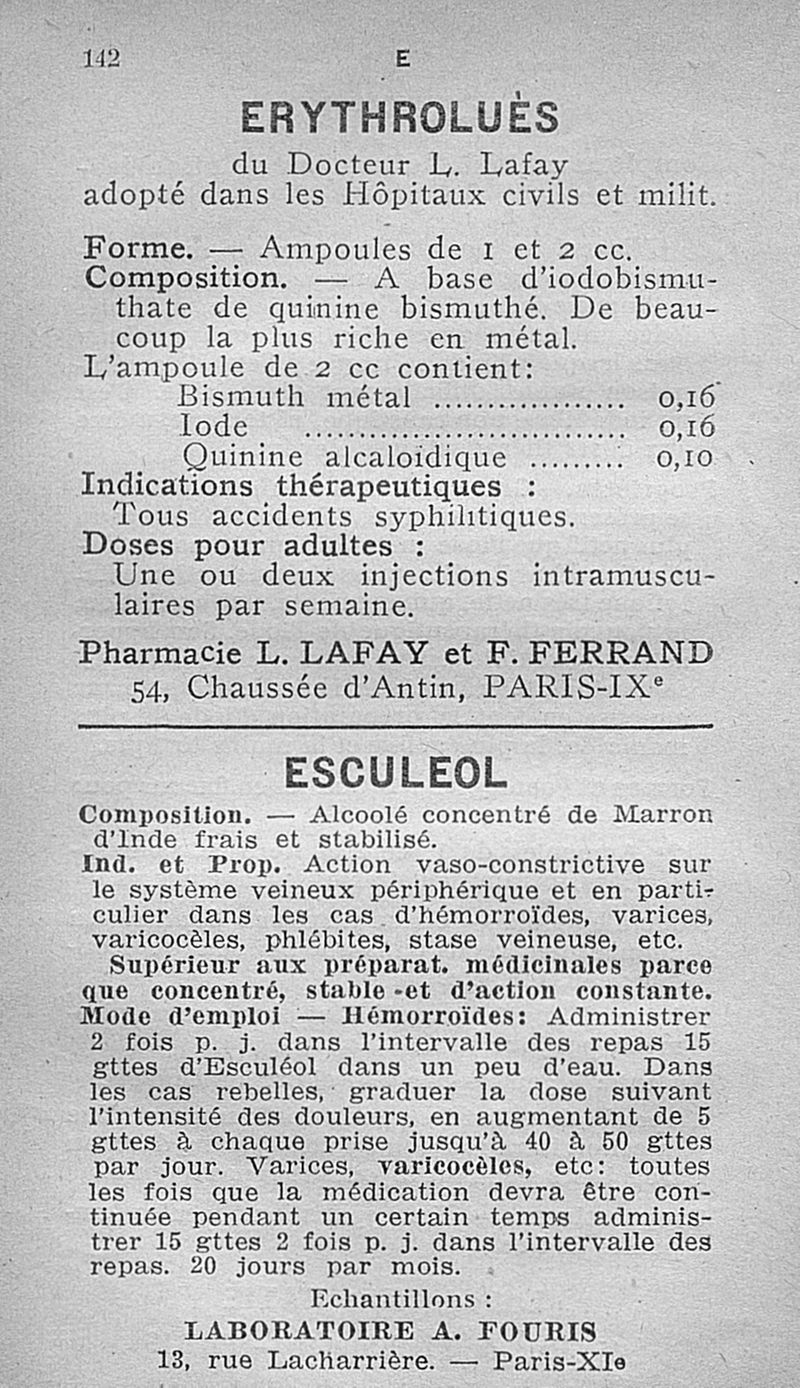 142 E
ERYTHROLUÈS
du Docteur L. Lafay
adopté dans les Hôpitaux civils et milit.
Forme. — Ampoules de 1 et 2 cc.
Composition. — A base d'iodobismu-
thate de quinine bismuthé. De beau-
coup la plus riche en métal.
L'ampoule de 2 cc contient:
Bismuth métal .................. 0,16
Iode .............................. 0,16
Quinine alcaloïdique ......... 0,10
Indications thérapeutiques :
Tous accidents syphilitiques.
Doses pour adultes :
Une ou deux injections intramuscu-
laires par semaine.
Pharmacie L. LAFAY et F. FERRAND
54, Chaussée d'Antin, PARIS-IXe
ESCULEOL
Composition. — Alcoolé concentré de Marron
d'Inde frais et stabilisé.
Ind. et Prop. Action vaso-constrictive sur
le système veineux périphérique et en parti-
culier dans les cas d'hémorroïdes, varices,
varicocèles, phlébites, stase veineuse, etc.
Supérieur aux préparat. médicinales parce
que concentré, stable -et d'action constante.
Mode d'emploi — Hémorroïdes: Administrer
2 fois p. j. dans l'intervalle des repas 15
gttes d'Esculéol dans un peu d'eau. Dans
les cas rebelles, graduer la dose suivant
l'intensité des douleurs, en augmentant de 5
gttes à chaque prise jusqu'à 40 à 50 gttes
par jour. Varices, varicocèles, etc: toutes
les fois que la médication devra être con-
tinuée pendant un certain temps adminis-
trer 15 gttes 2 fois p. j. dans l'intervalle des
repas. 20 jours par mois.
Echantillons :
LABORATOIRE A. FOURIS
13, rue Lacharrière. — Paris-XIe